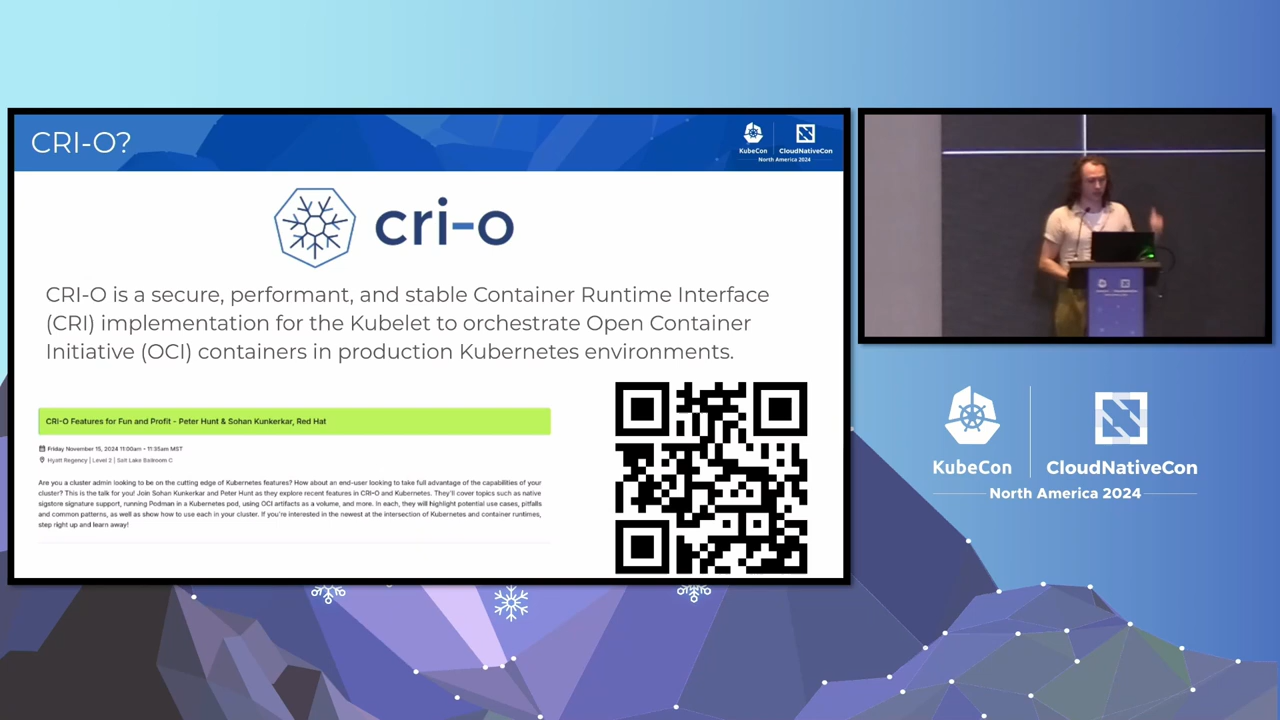 CRI-O?
KubeCon
CloudNativeCon
North America 2024
cri-o
CRI-O is a secure, performant, and stable Container Runtime Interface
(CRI) implementation for the Kubelet to orchestrate Open Container
Initiative (OCI) containers in production Kubernetes environments.
CRI-O Features for Fun and Profit - Peter Hunt & Sohan Kunkerkar, Red Hat
Friday November 15, 2024 11:00am - 11:35am MST
Hyatt Regency | Level 2 | Salt Lake Ballroom C
Are you a cluster admin looking to be on the cutting edge of Kubernetes features? How about an end-user looking to take full advantage of the capabilities of your
cluster? This is the talk for you! Join Sohan Kunkerkar and Peter Hunt as they explore recent features in CRI-O and Kubernetes. They'll cover topics such as native
sigstore signature support, running Podman in a Kubernetes pod, using OCI artifacts as a volume, and more. In each, they will highlight potential use cases, pitfalls
and common patterns, as well as show how to use each in your cluster. If you're interested in the newest at the intersection of Kubernetes and container runtimes,
step right up and learn away!
KubeCon
CloudNativeCon
North America 2024